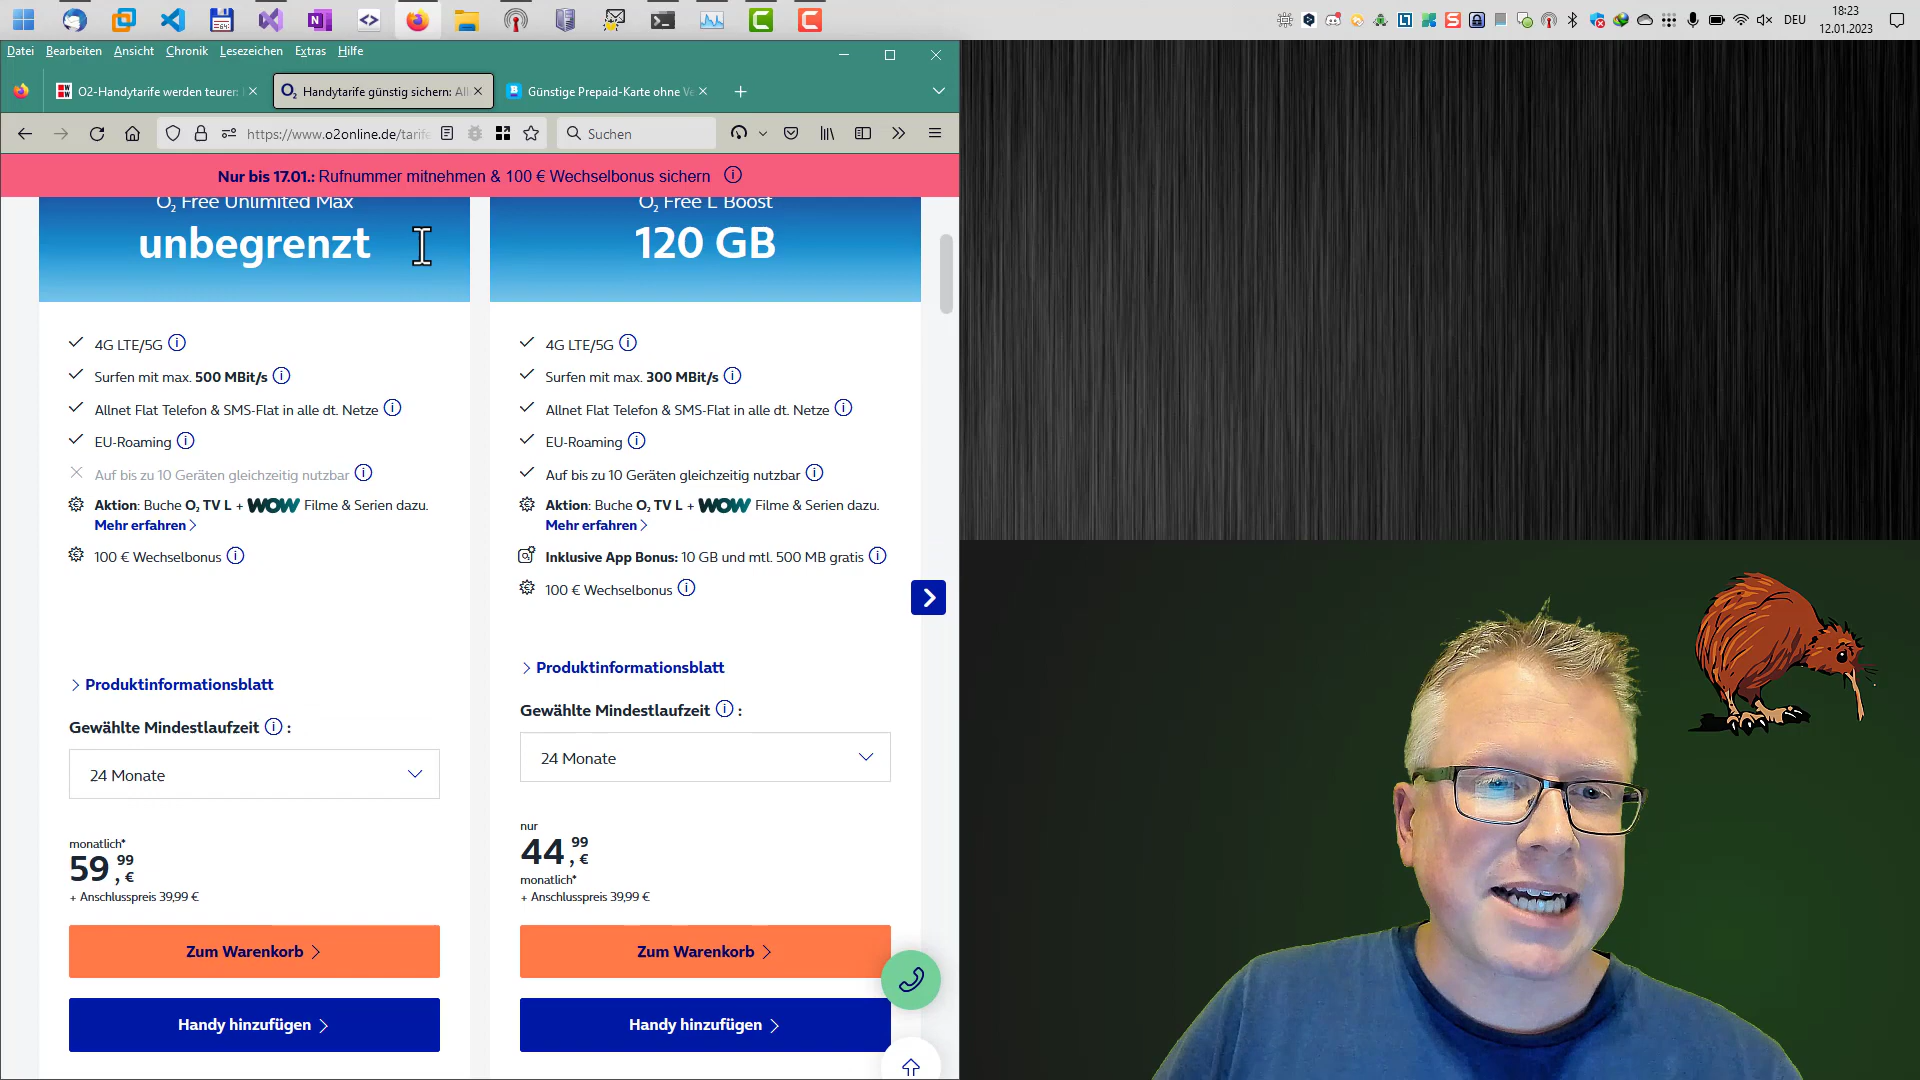 18:23
DEU
12.01.2023
Datei Bearbeiten Ansicht Chronik Lesezeichen Extras Hilfe
O2-Handytarife werden teurer:
O2 Handytarife günstig sichern: All
Günstige Prepaid-Karte ohne Ve
https://www.o2online.de/tarife
Suchen
Nur bis 17.01.: Rufnummer mitnehmen & 100 € Wechselbonus sichern
O₂ Free Unlimited Max
unbegrenzt
4G LTE/5G
Surfen mit max. 500 MBit/s
Allnet Flat Telefon & SMS-Flat in alle dt. Netze
EU-Roaming
Auf bis zu 10 Geräten gleichzeitig nutzbar
Aktion: Buche O₂ TV L + WOW Filme & Serien dazu.
Mehr erfahren
100 € Wechselbonus
Produktinformationsblatt
Gewählte Mindestlaufzeit :
24 Monate
monatlich*
59,99 €
+ Anschlusspreis 39,99 €
Zum Warenkorb
Handy hinzufügen
O₂ Free L Boost
120 GB
4G LTE/5G
Surfen mit max. 300 MBit/s
Allnet Flat Telefon & SMS-Flat in alle dt. Netze
EU-Roaming
Auf bis zu 10 Geräten gleichzeitig nutzbar
Aktion: Buche O₂ TV L + WOW Filme & Serien dazu.
Mehr erfahren
Inklusive App Bonus: 10 GB und mtl. 500 MB gratis
100 € Wechselbonus
Produktinformationsblatt
Gewählte Mindestlaufzeit :
24 Monate
nur
44,99 €
monatlich*
+ Anschlusspreis 39,99 €
Zum Warenkorb
Handy hinzufügen